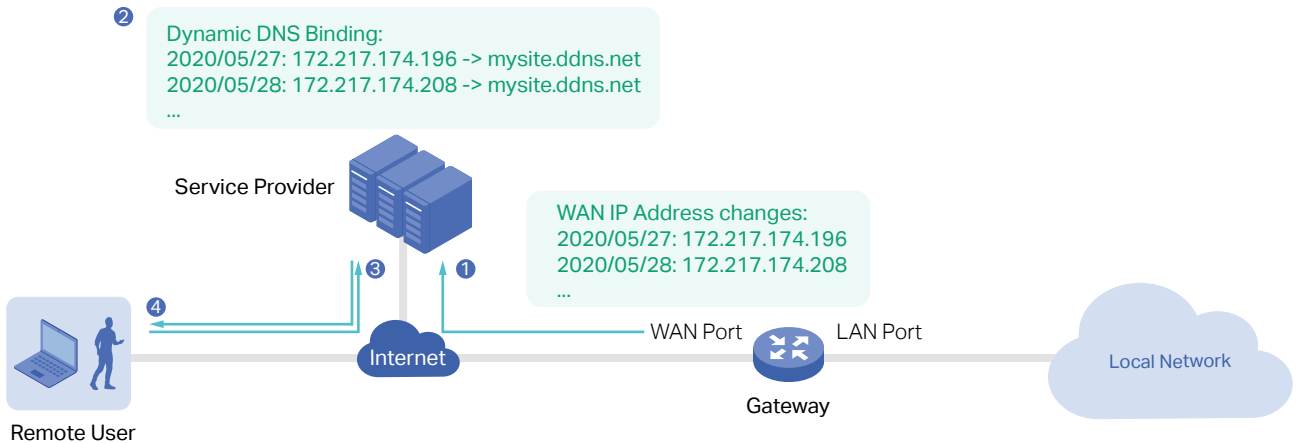 2
Dynamic DNS Binding:
2020/05/27: 172.217.174.196 -> mysite.ddns.net
2020/05/28: 172.217.174.208 -> mysite.ddns.net
...
Service Provider
WAN IP Address changes:
2020/05/27: 172.217.174.196
2020/05/28: 172.217.174.208
...
3
1
4
WAN Port
LAN Port
Internet
Local Network
Gateway
Remote User